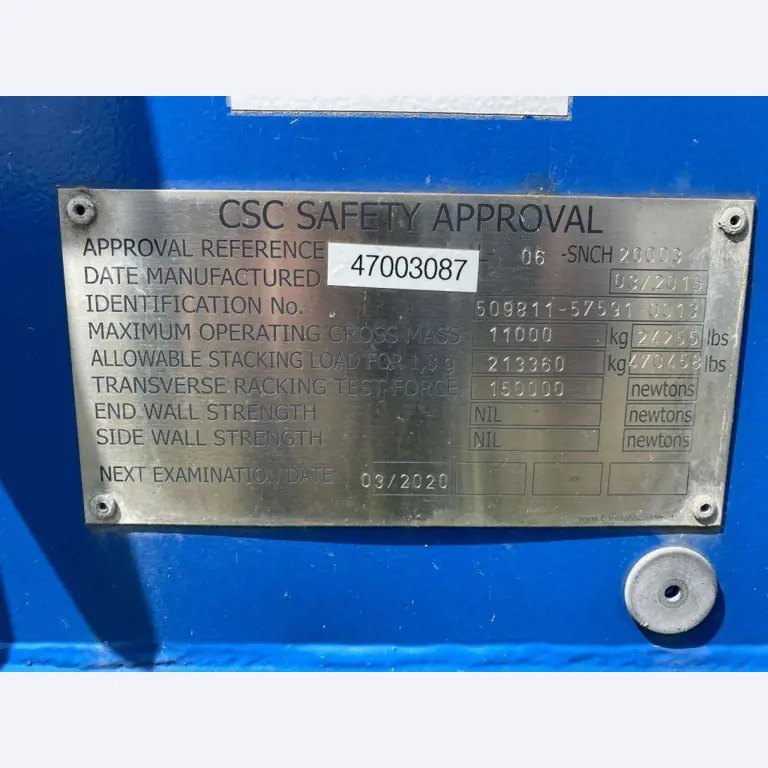 CSC SAFETY APPROVAL
APPROVAL REFERENCE L- 06 -SNCH 20003
47003087
DATE MANUFACTURED 03/2015
IDENTIFICATION No. 509811-57591-0013
MAXIMUM OPERATING GROSS MASS 11000 kg 24255 lbs
ALLOWABLE STACKING LOAD FOR 1,8 g 213360 kg 470458 lbs
TRANSVERSE RACKING TEST FORCE 150000 newtons
END WALL STRENGTH NIL newtons
SIDE WALL STRENGTH NIL newtons
NEXT EXAMINATION DATE 03/2020